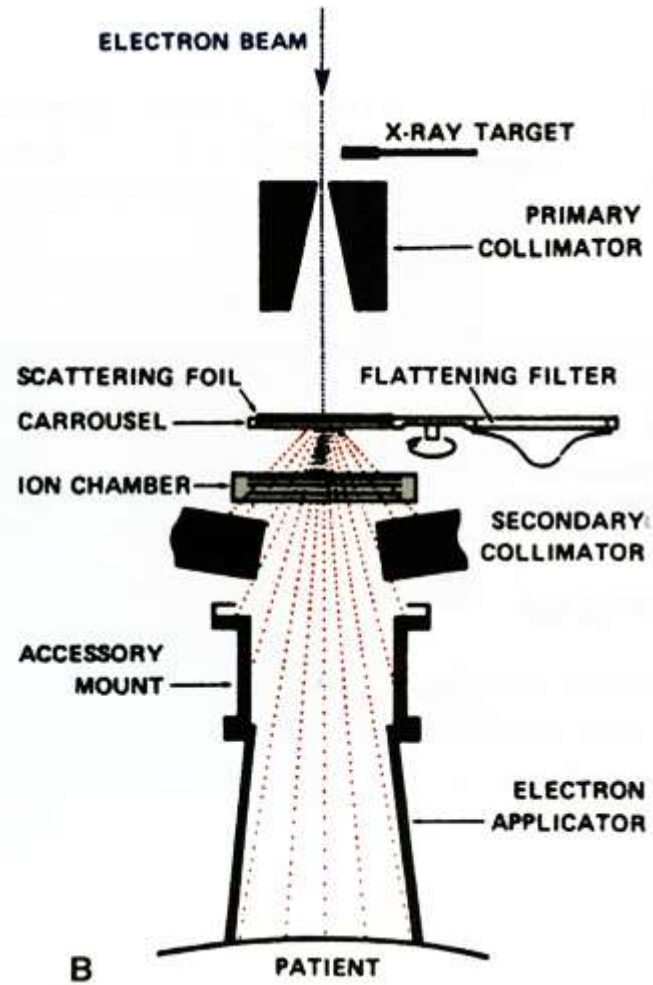 ELECTRON BEAM
X-RAY TARGET
PRIMARY
COLLIMATOR
SCATTERING FOIL
FLATTENING FILTER
CARROUSEL
ION CHAMBER
SECONDARY
COLLIMATOR
ACCESSORY
MOUNT
ELECTRON
APPLICATOR
B
PATIENT